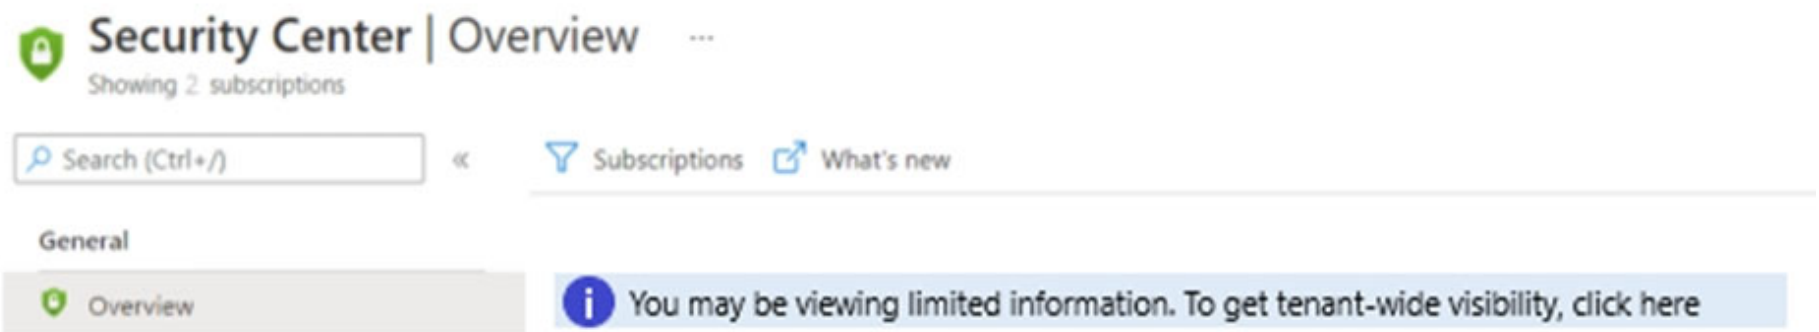 Security Center | Overview ...
Showing 2 subscriptions
Search (Ctrl+/) «
Subscriptions What's new
General
Overview
You may be viewing limited information. To get tenant-wide visibility, click here